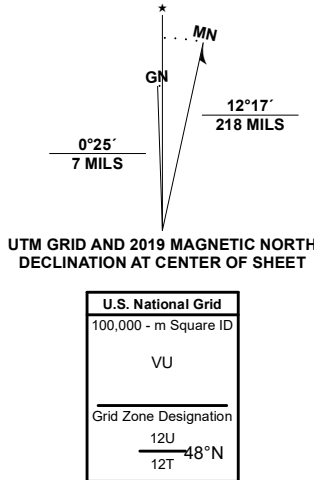 ★
MN
GN
12°17´
218 MILS
0°25´
7 MILS
UTM GRID AND 2019 MAGNETIC NORTH
DECLINATION AT CENTER OF SHEET
U.S. National Grid
100,000 - m Square ID
VU
Grid Zone Designation
12U
48°N
12T